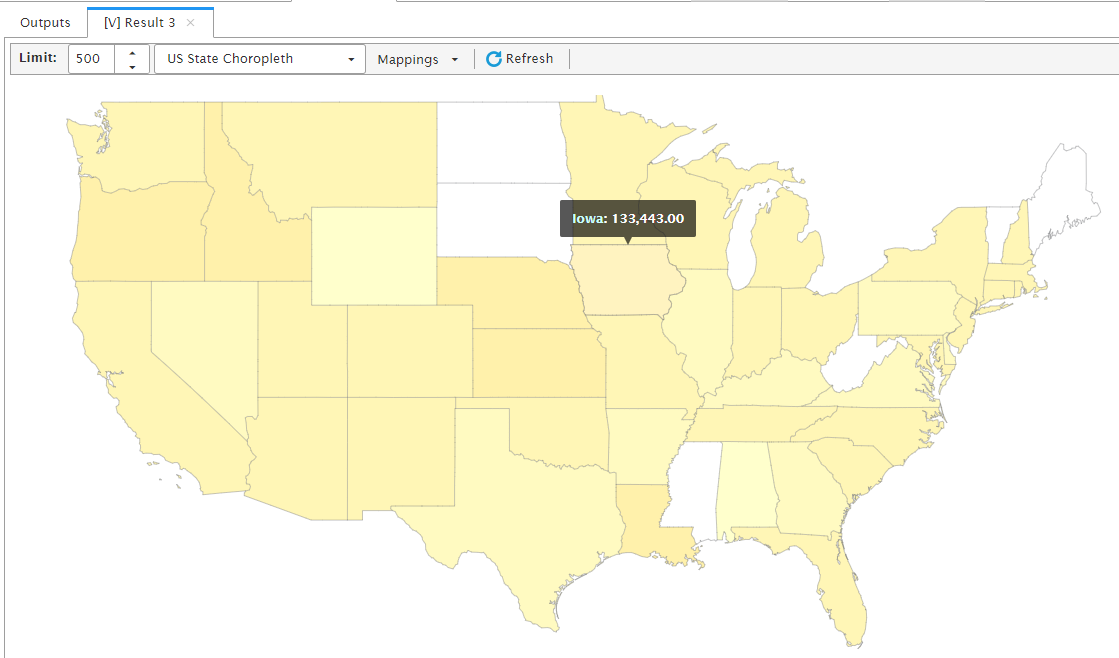 Outputs [V] Result 3 ×
Limit: 500 US State Choropleth Mappings Refresh
Iowa: 133,443.00